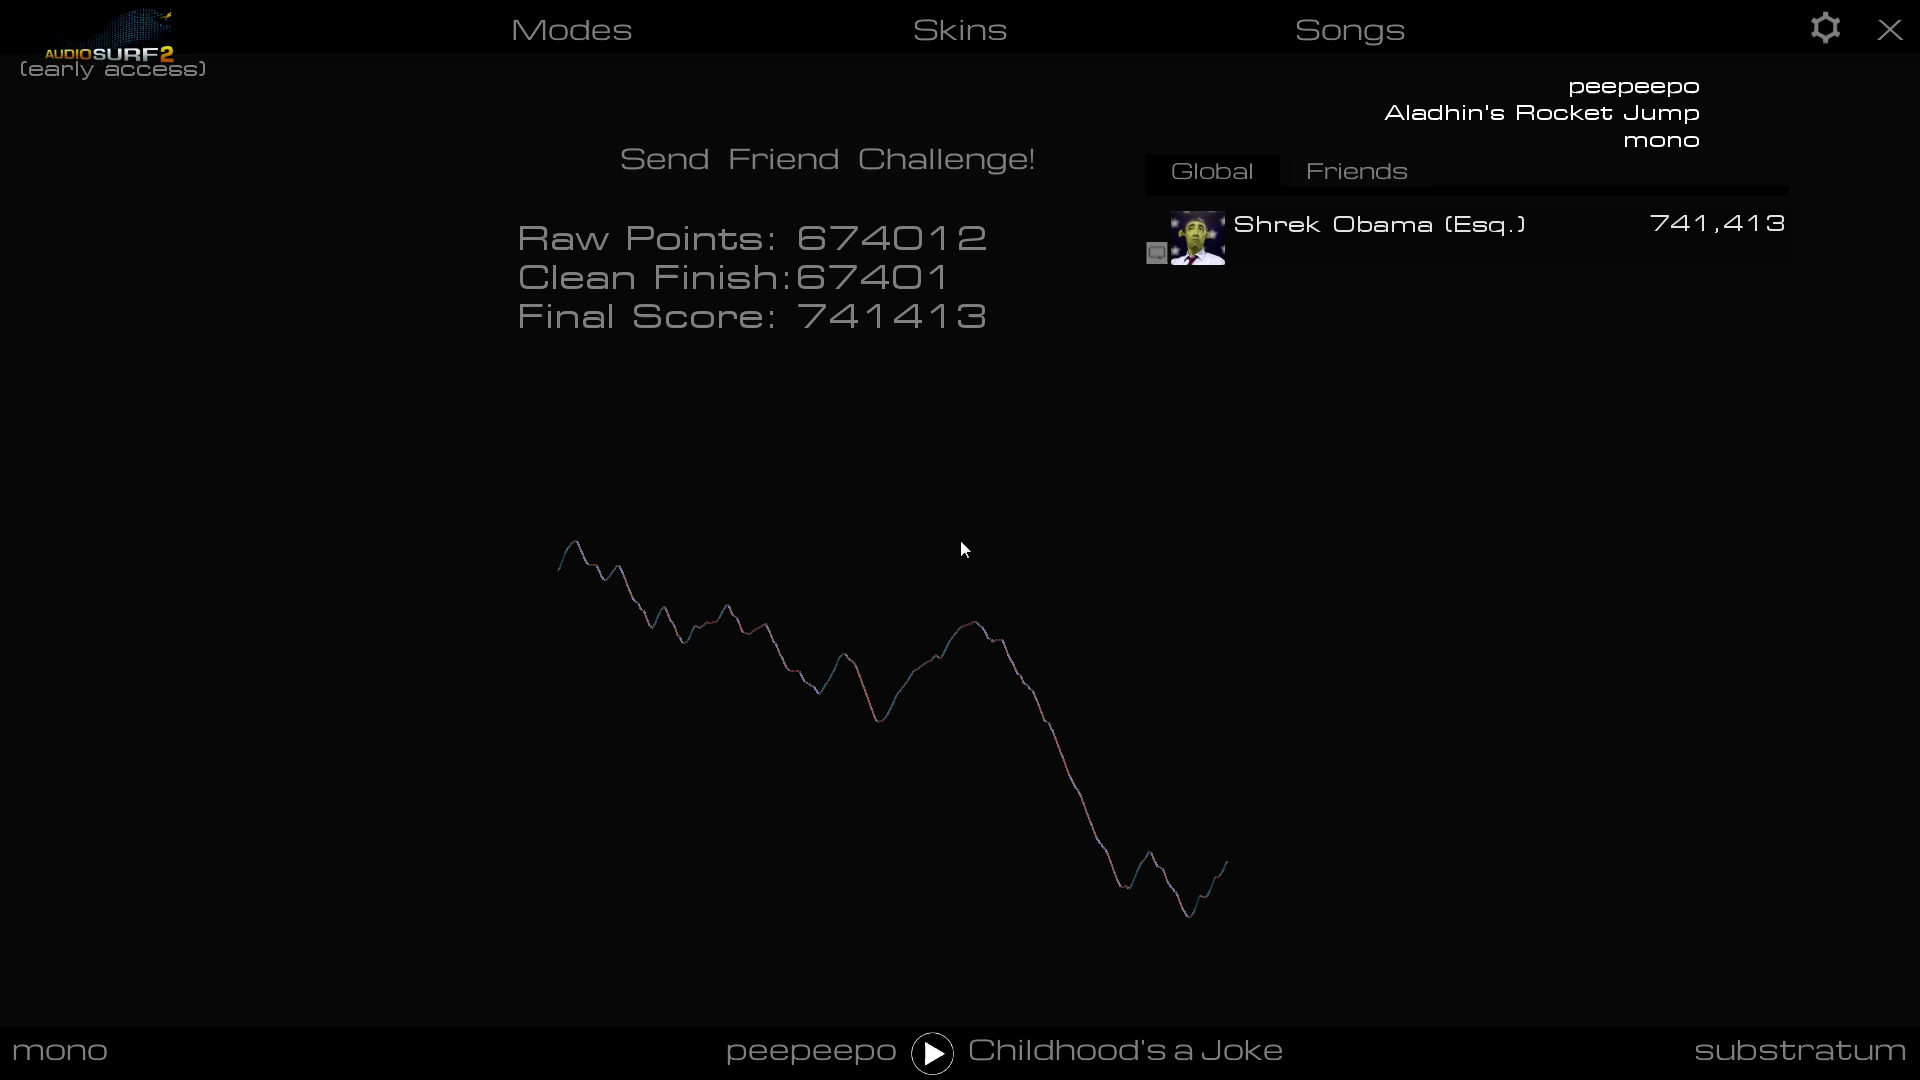 AUDIOSURF2
(early access)
Modes
Skins
Songs
peepeepo
Aladhin's Rocket Jump
mono
Send Friend Challenge!
Global
Friends
Raw Points: 674012
Clean Finish:67401
Final Score: 741413
Shrek Obama (Esq.)
741,413
mono
peepeepo
Childhood's a Joke
substratum